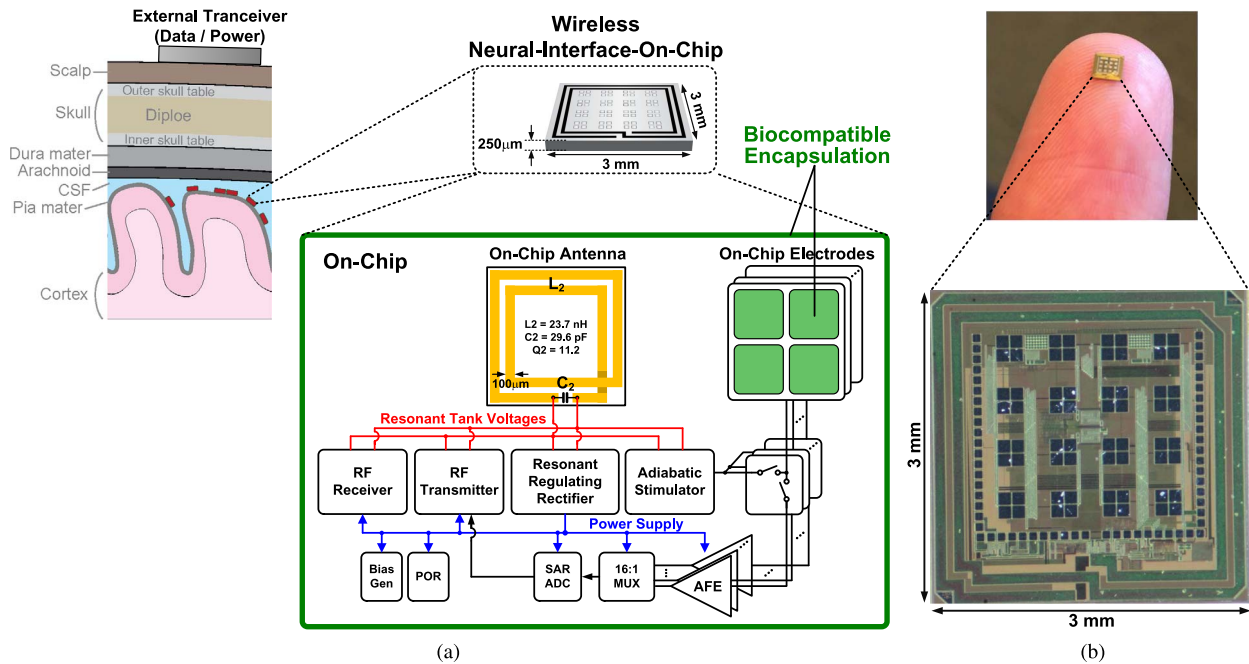 External Tranceiver
(Data / Power)
Scalp
Outer skull table
Skull
Diploe
Inner skull table
Dura mater
Arachnoid
CSF
Pia mater
Cortex
Wireless
Neural-Interface-On-Chip
3 mm
250μm
3 mm
Biocompatible
Encapsulation
On-Chip
On-Chip Antenna
L2
L2 = 23.7 nH
C2 = 29.6 pF
Q2 = 11.2
100μm
C2
On-Chip Electrodes
Resonant Tank Voltages
RF
Receiver
RF
Transmitter
Resonant
Regulating
Rectifier
Adiabatic
Stimulator
Power Supply
Bias
Gen
POR
SAR
ADC
16:1
MUX
AFE
(a)
3 mm
3 mm
(b)